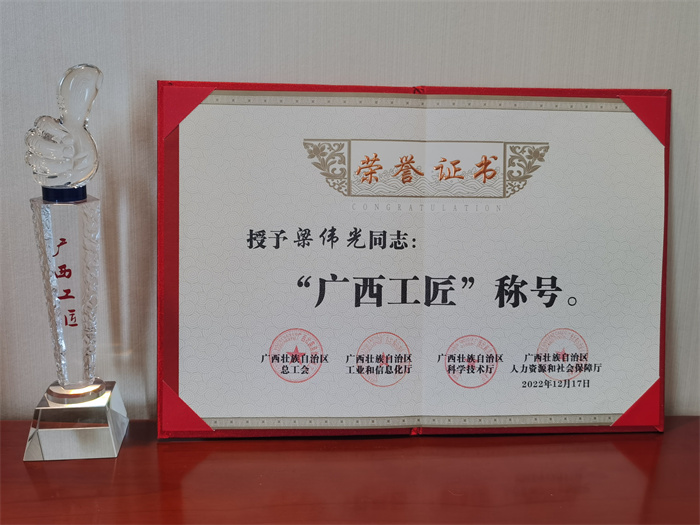 广西工匠
荣誉证书
CONGRATULATION
授予梁伟光同志：
“广西工匠”称号。
广西壮族自治区
总工会
广西壮族自治区
工业和信息化厅
广西壮族自治区
科学技术厅
广西壮族自治区
人力资源和社会保障厅
2022年12月17日